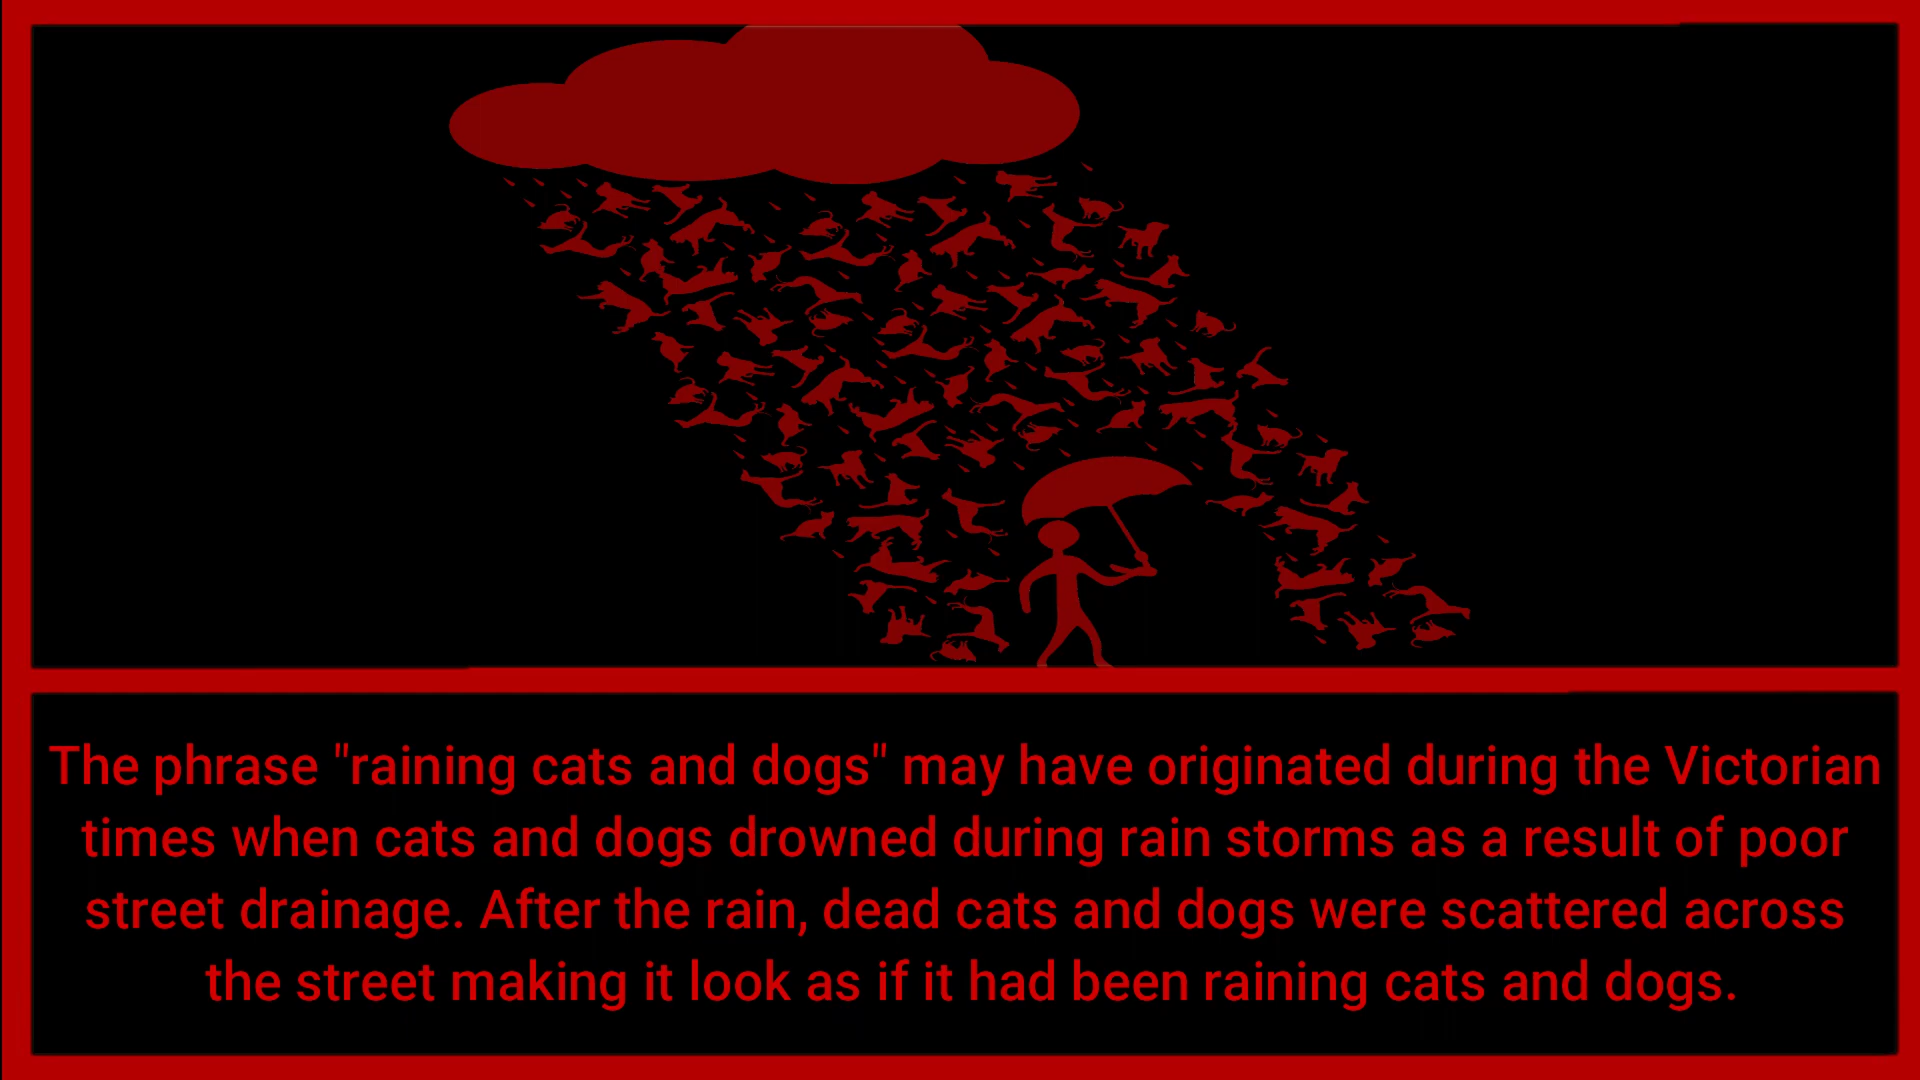 The phrase "raining cats and dogs" may have originated during the Victorian
times when cats and dogs drowned during rain storms as a result of poor
street drainage. After the rain, dead cats and dogs were scattered across
the street making it look as if it had been raining cats and dogs.